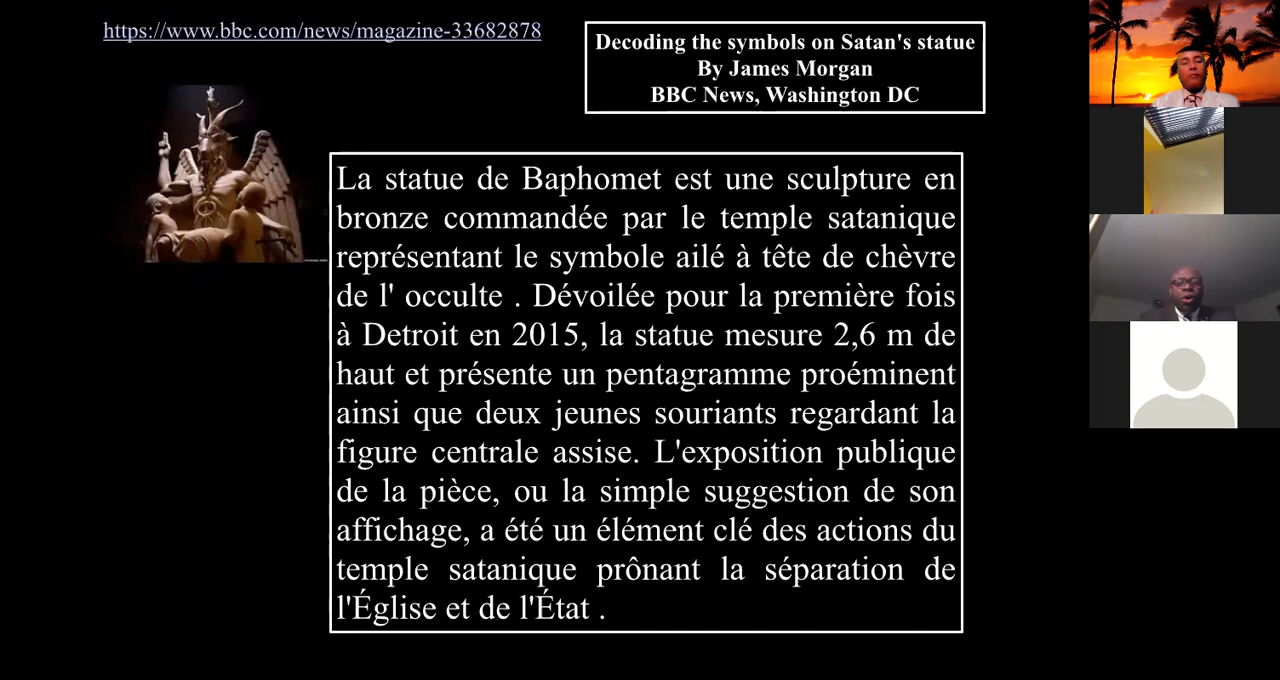 https://www.bbc.com/news/magazine-33682878
Decoding the symbols on Satan's statue
By James Morgan
BBC News, Washington DC
La statue de Baphomet est une sculpture en
bronze commandée par le temple satanique
représentant le symbole ailé à tête de chèvre
de l' occulte . Dévoilée pour la première fois
à Detroit en 2015, la statue mesure 2,6 m de
haut et présente un pentagramme proéminent
ainsi que deux jeunes souriants regardant la
figure centrale assise. L'exposition publique
de la pièce, ou la simple suggestion de son
affichage, a été un élément clé des actions du
temple satanique prônant la séparation de
l'Église et de l'État .